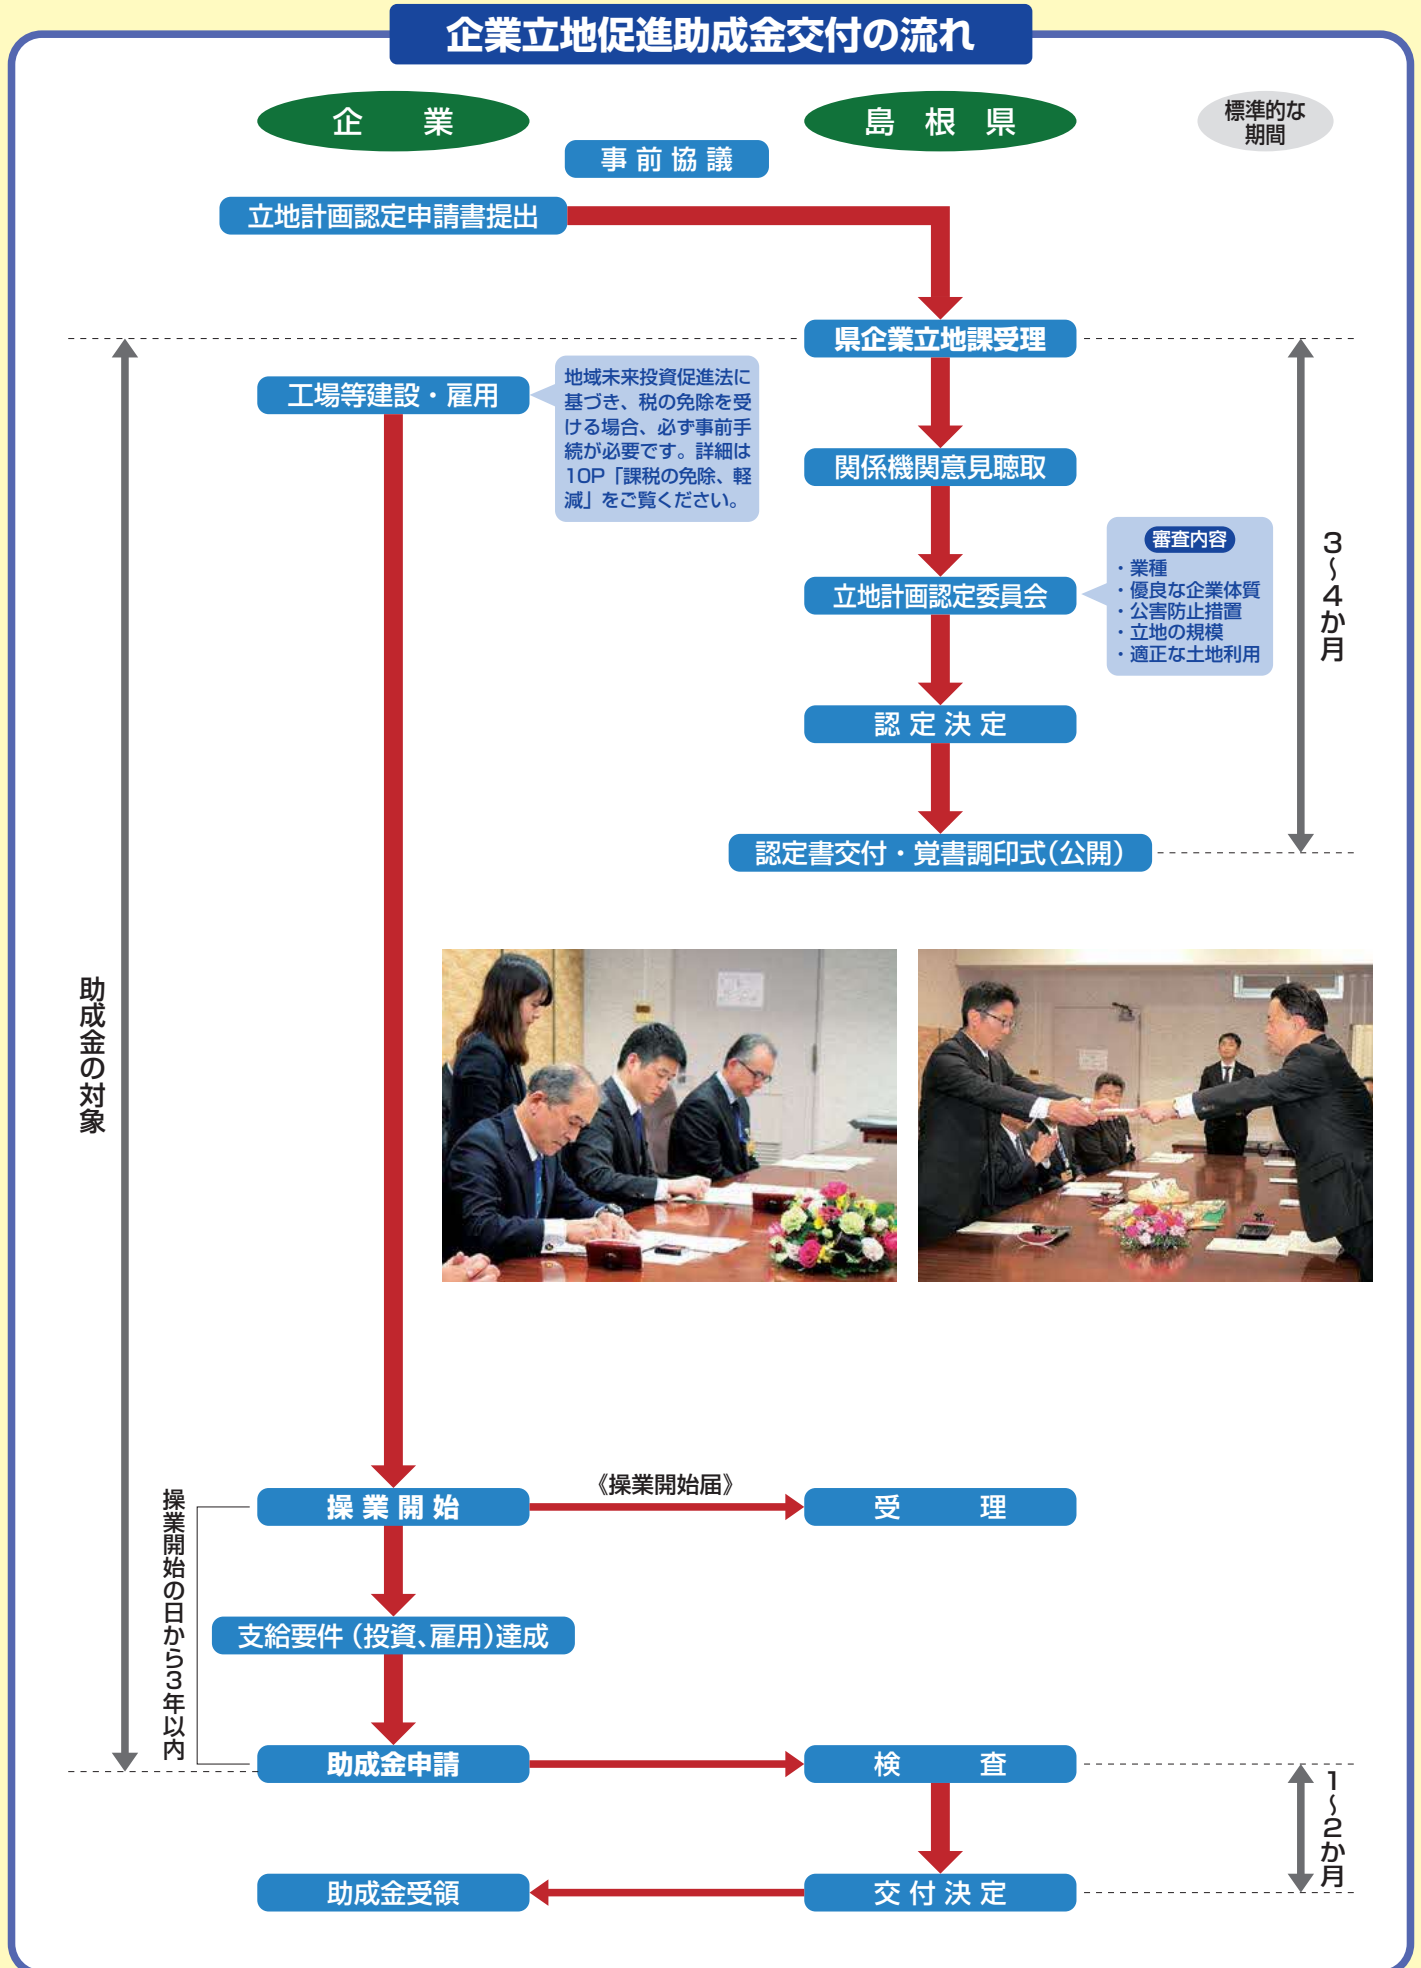 企業立地促進助成金交付の流れ
企　業
島 根 県
標準的な
期間
事 前 協 議
立地計画認定申請書提出
県企業立地課受理
工場等建設・雇用
地域未来投資促進法に
基づき、税の免除を受
ける場合、必ず事前手
続が必要です。詳細は
10P「課税の免除、軽
減」をご覧ください。
関係機関意見聴取
立地計画認定委員会
審査内容
・業種
・優良な企業体質
・公害防止措置
・立地の規模
・適正な土地利用
3〜4か月
認 定 決 定
認定書交付・覚書調印式(公開)
助成金の対象
操 業 開 始
《操業開始届》
受　理
操業開始の日から3年以内
支給要件(投資、雇用)達成
助成金申請
検　査
1〜2か月
助成金受領
交 付 決 定